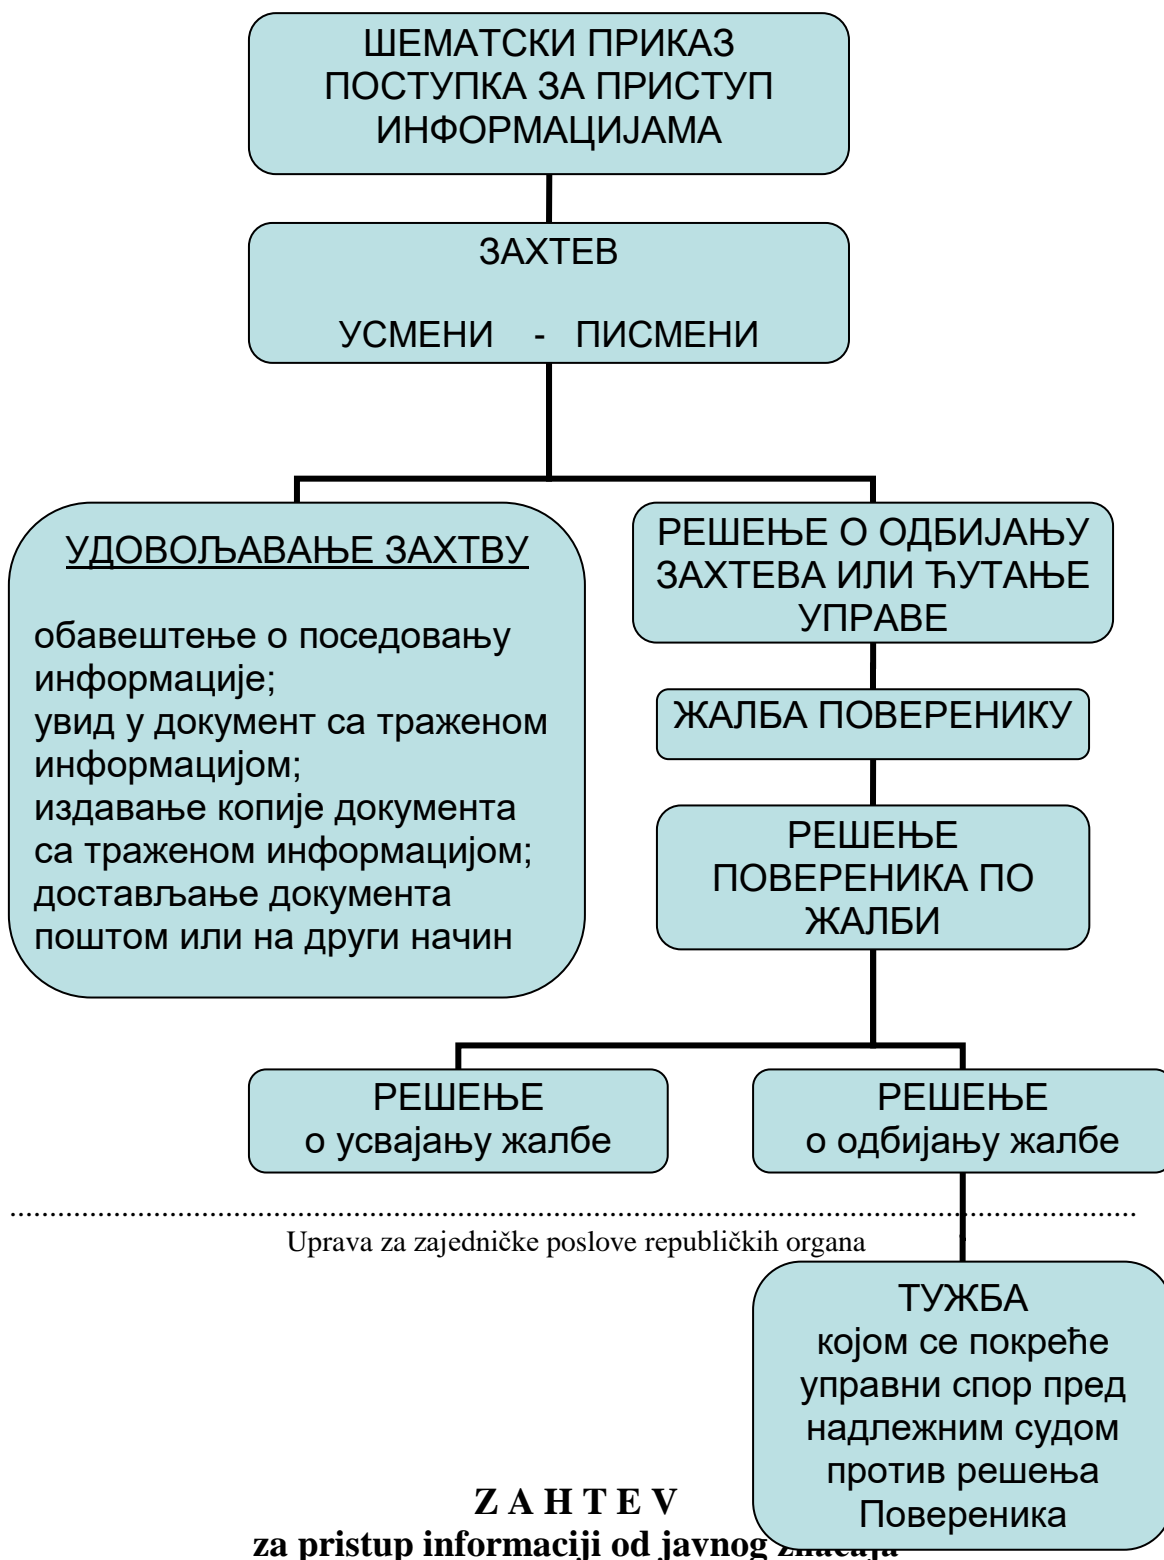 ШЕМАТСКИ ПРИКАЗ
ПОСТУПКА ЗА ПРИСТУП
ИНФОРМАЦИЈАМА
ЗАХТЕВ
УСМЕНИ - ПИСМЕНИ
УДОВОЉАВАЊЕ ЗАХТВУ
обавештење о поседовању
информације;
увид у документ са траженом
информацијом;
издавање копије документа
са траженом информацијом;
достављање документа
поштом или на други начин
РЕШЕЊЕ О ОДБИЈАЊУ
ЗАХТЕВА ИЛИ ЋУТАЊЕ
УПРАВЕ
ЖАЛБА ПОВЕРЕНИКУ
РЕШЕЊЕ
ПОВЕРЕНИКА ПО
ЖАЛБИ
РЕШЕЊЕ
о усвајању жалбе
РЕШЕЊЕ
о одбијању жалбе
Uprava za zajedničke poslove republičkih organa
ТУЖБА
којом се покреће
управни спор пред
надлежним судом
против решења
Повереника
Z A H T E V
za pristup informaciji od javnog značaja